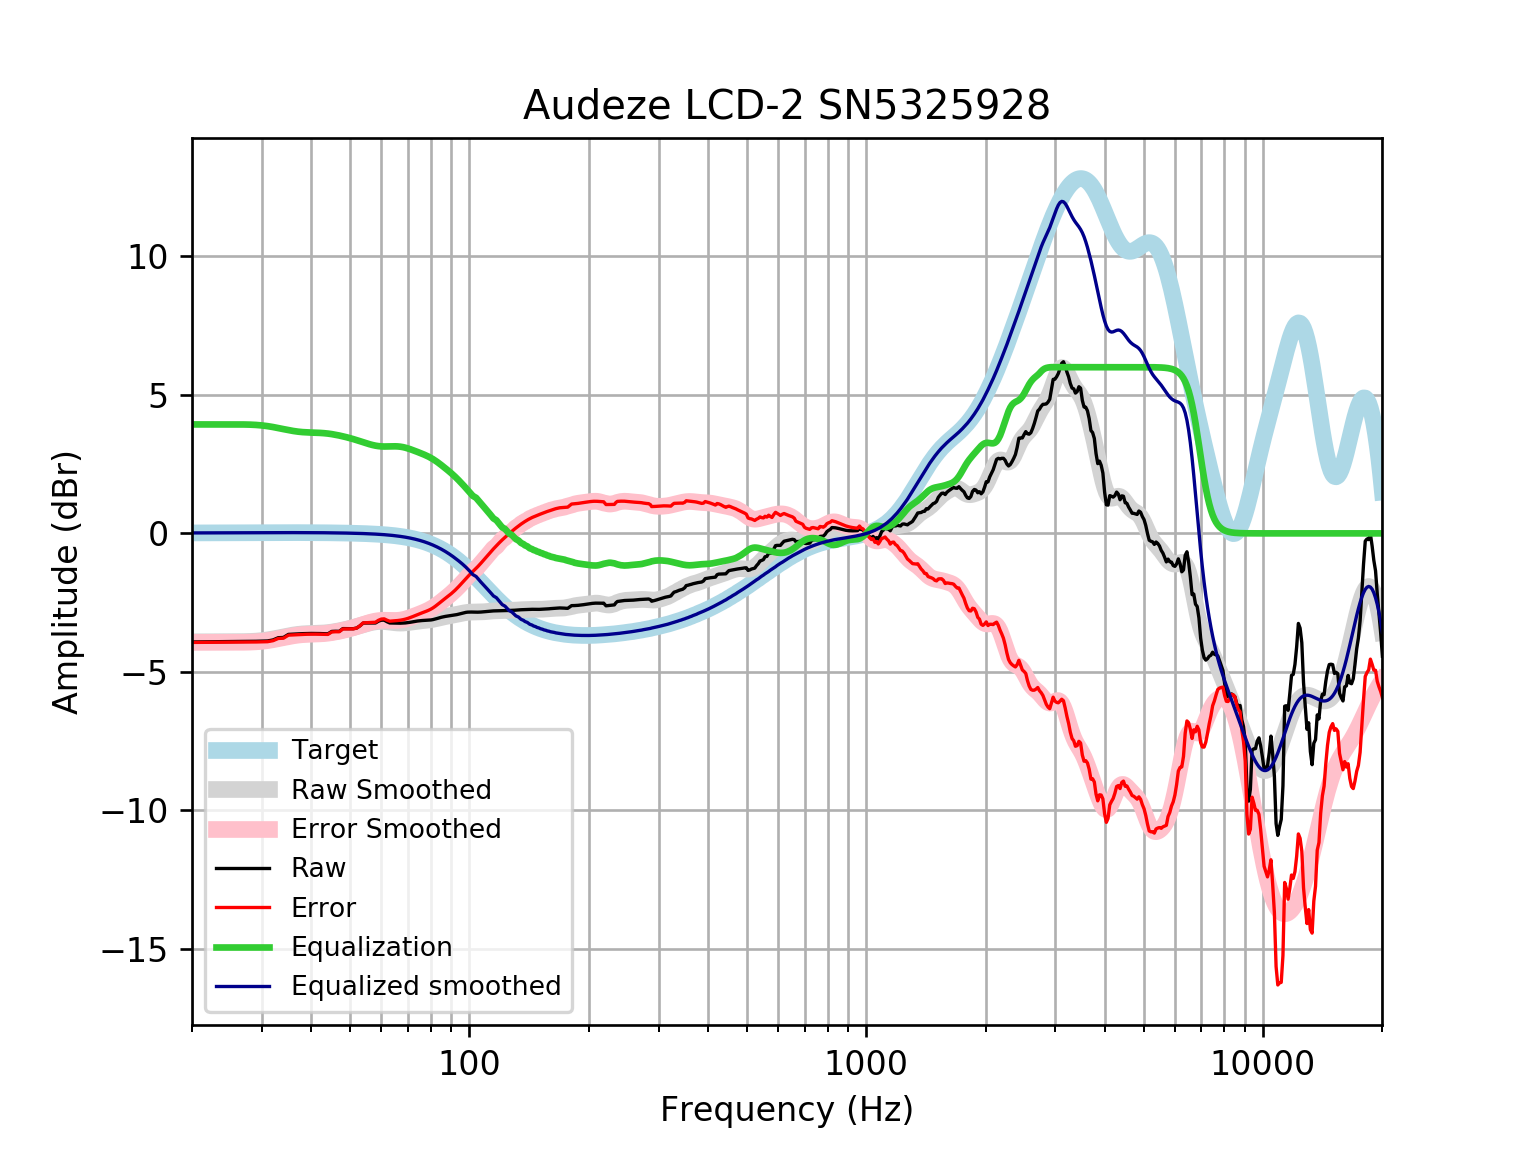 Audeze LCD-2 SN5325928
Amplitude (dBr)
10
5
0
−5
−10
−15
Target
Raw Smoothed
Error Smoothed
Raw
Error
Equalization
Equalized smoothed
100
1000
10000
Frequency (Hz)